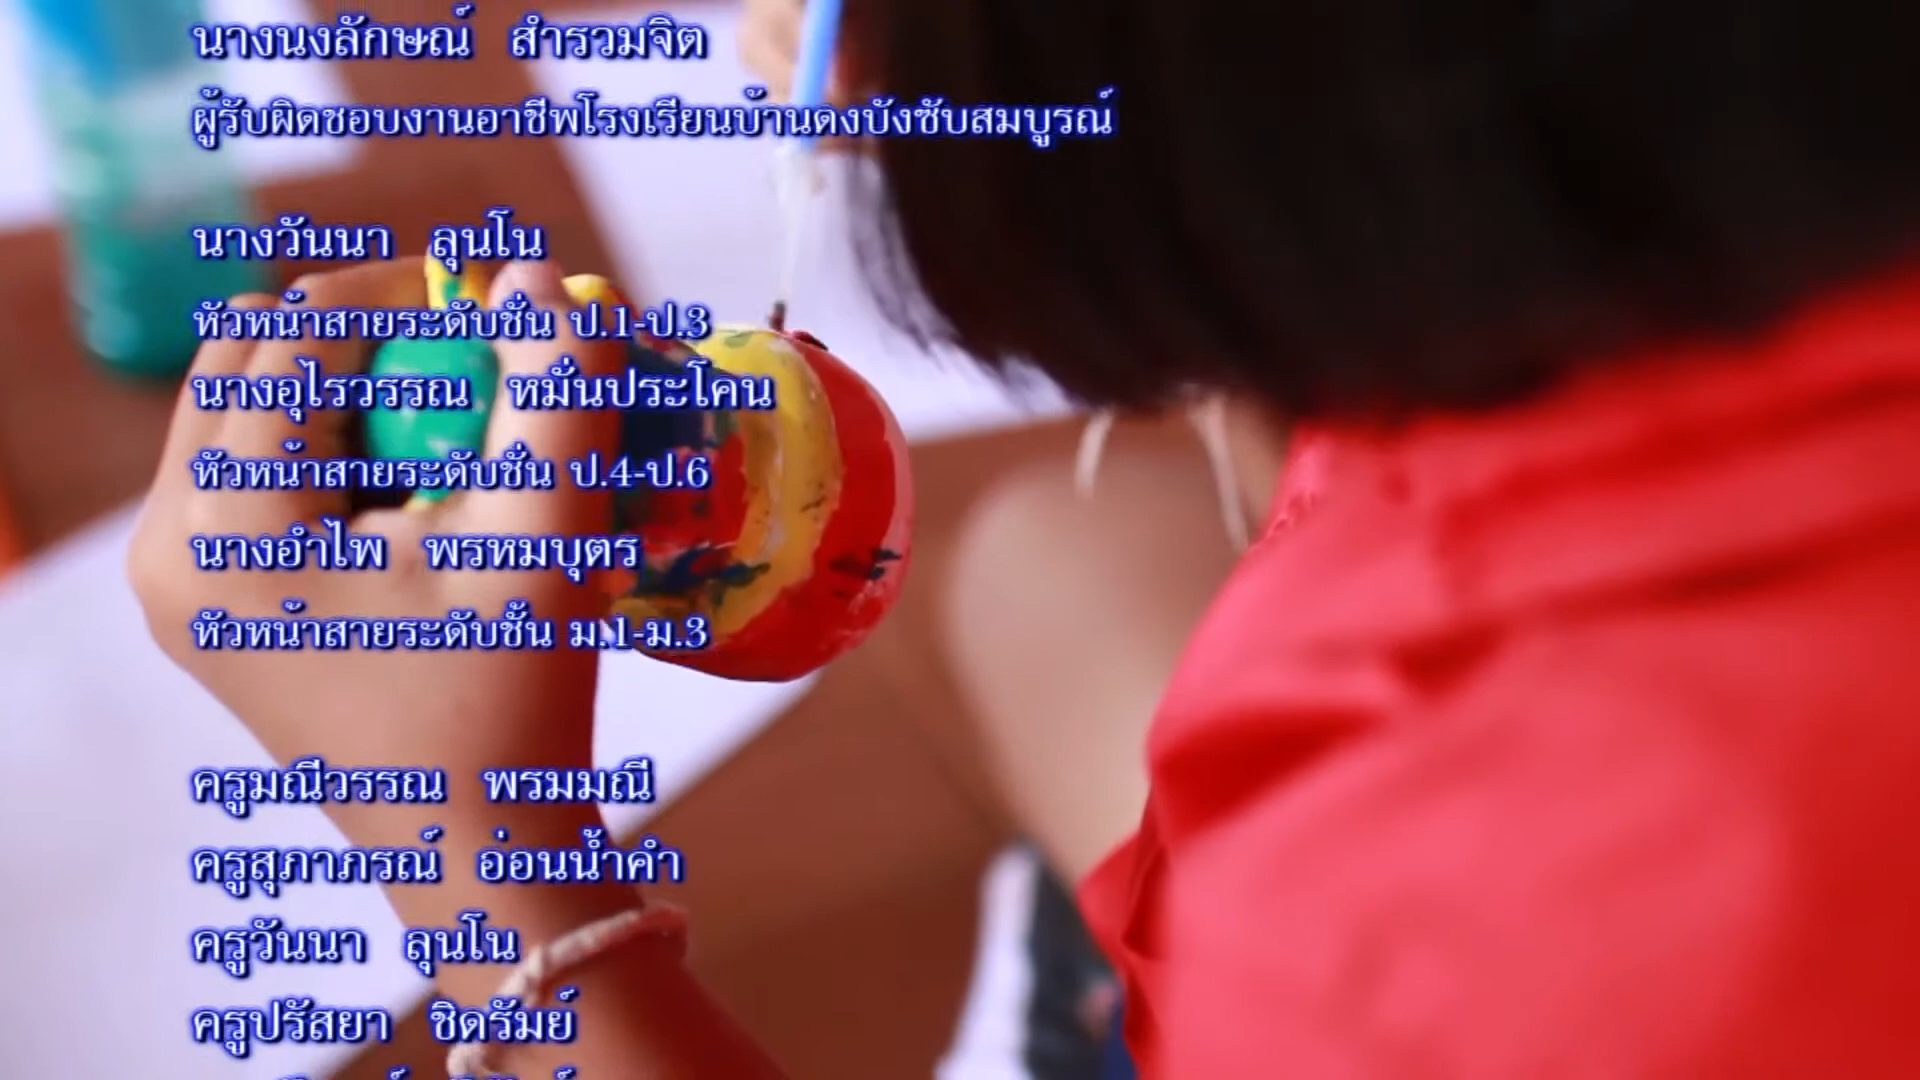 นางนงลักษณ์ สำรวมจิต
ผู้รับผิดชอบงานอาชีพโรงเรียนบ้านดงบังซับสมบูรณ์
นางวันนา ลุนโน
หัวหน้าสายระดับชั่น ป.1-ป.3
นางอุไรวรรณ หมั่นประโคน
หัวหน้าสายระดับชั่น ป.4-ป.6
นางอำไพ พรหมบุตร
หัวหน้าสายระดับชั้น ม.1-ม.3
ครูมณีวรรณ พรมมณี
ครูสุภาภรณ์ อ่อนน้ำคำ
ครูวันนา ลุนโน
ครูปรัสยา ชิดรัมย์